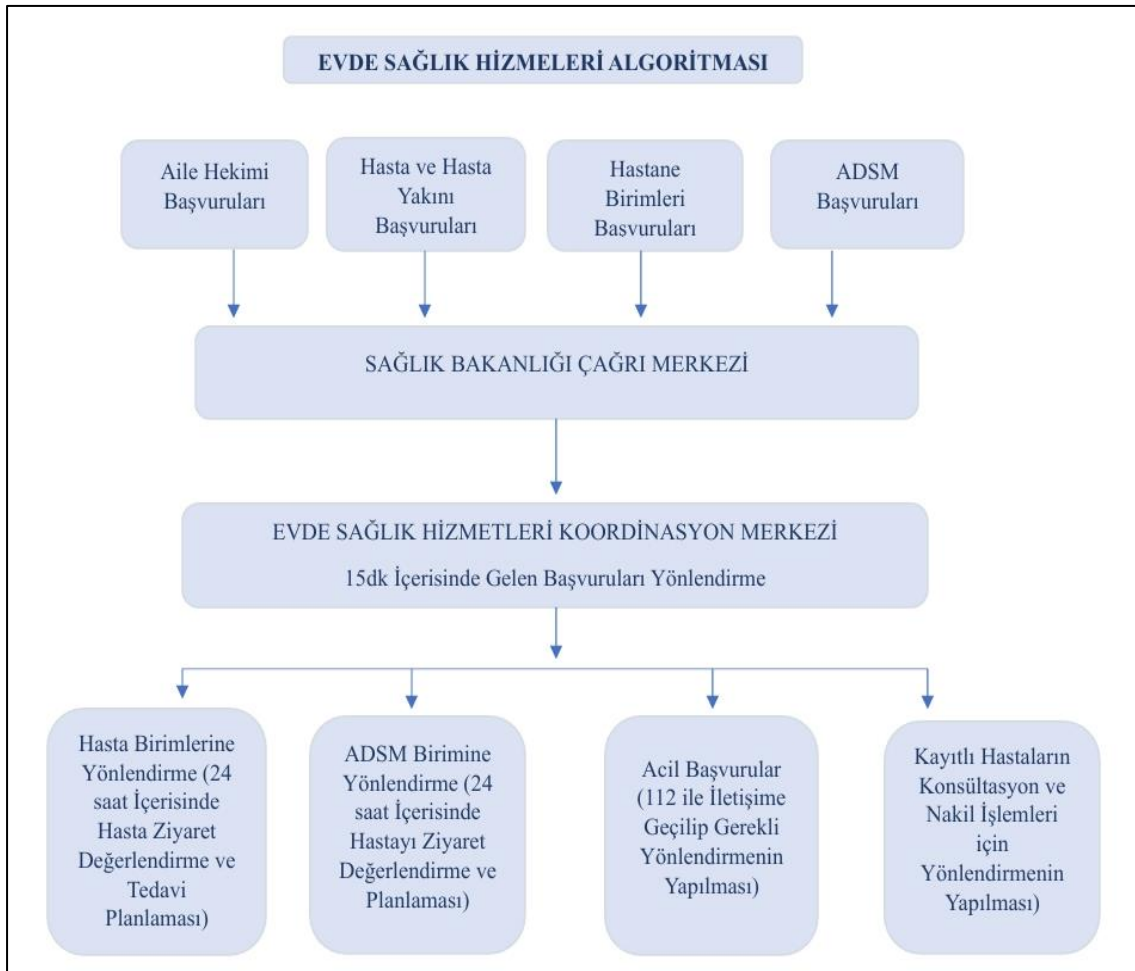 EVDE SAĞLIK HİZMELERİ ALGORİTMASI
Aile Hekimi
Başvuruları
Hasta ve Hasta
Yakını
Başvuruları
Hastane
Birimleri
Basvuruları
ADSM
Başvuruları
SAĞLIK BAKANLIĞI ÇAĞRI MERKEZİ
EVDE SAĞLIK HİZMETLERİ KOORDİNASYON MERKEZİ
15dk İçerisinde Gelen Başvuruları Yönlendirme
Hasta Birimlerine
Yönlendirme (24
saat İçerisinde
Hasta Ziyaret
Değerlendirme ve
Tedavi
Planlaması)
ADSM Birimine
Yönlendirme (24
saat İçerisinde
Hastayı Ziyaret
Değerlendirme ve
Planlaması)
Acil Başvurular
(112 ile İletişime
Geçilip Gerekli
Yönlendirmenin
Yapılması)
Kayıtlı Hastaların
Konsültasyon ve
Nakil İşlemleri
için
Yönlendirmenin
Yapılması)